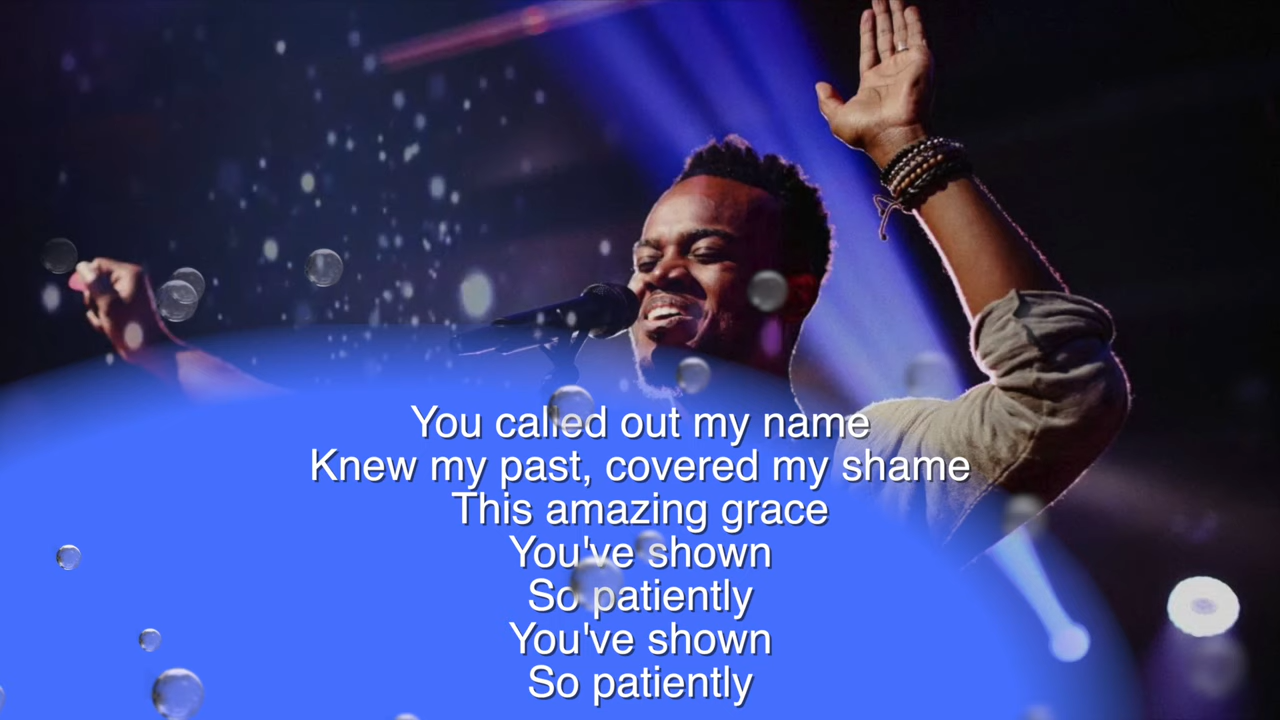 You called out my name
Knew my past, covered my shame
This amazing grace
You've shown
So patiently
You've shown
So patiently